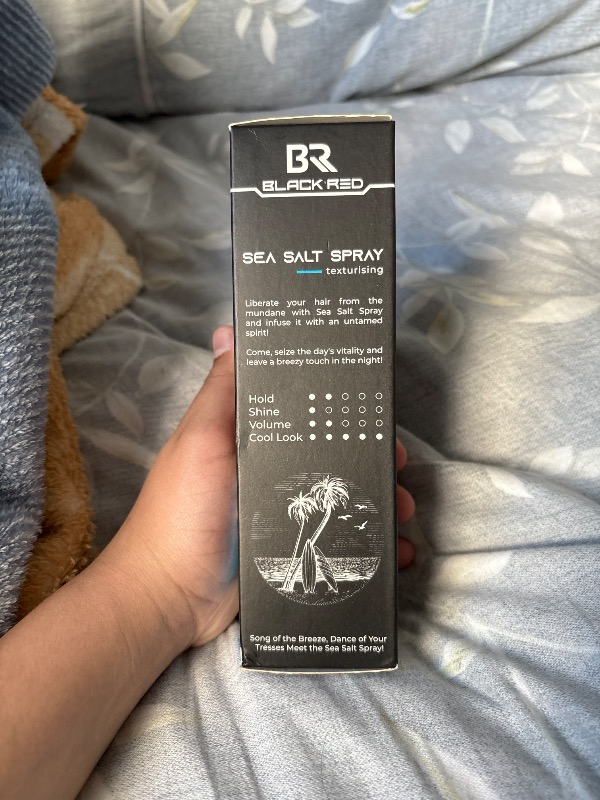 BR
BLACK RED
SEA SALT SPRAY
texturising
Liberate your hair from the
mundane with Sea Salt Spray
and infuse it with an untamed
spirit!
Come, seize the day's vitality and
leave a breezy touch in the night!
Hold
Shine
Volume
Cool Look
Song of the Breeze, Dance of Your
Tresses Meet the Sea Salt Spray!